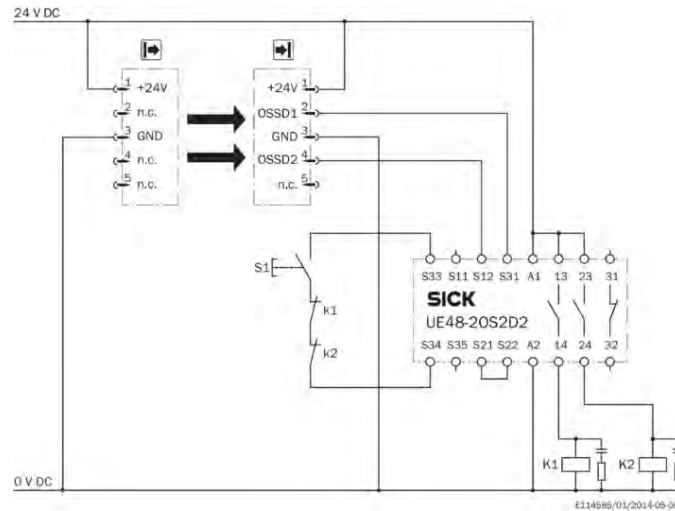 24 V DC
1 +24V
2 n.c.
3 GND
4 n.c.
5 n.c.
+24V 1
OSSD1 2
GND 3
OSSD2 4
n.c. 5
S1
k1
k2
S33 S11 S12 S31 A1 13 23 31
SICK
UE48-20S2D2
S34 S35 S21 S22 A2 14 24 32
K1
K2
0 V DC